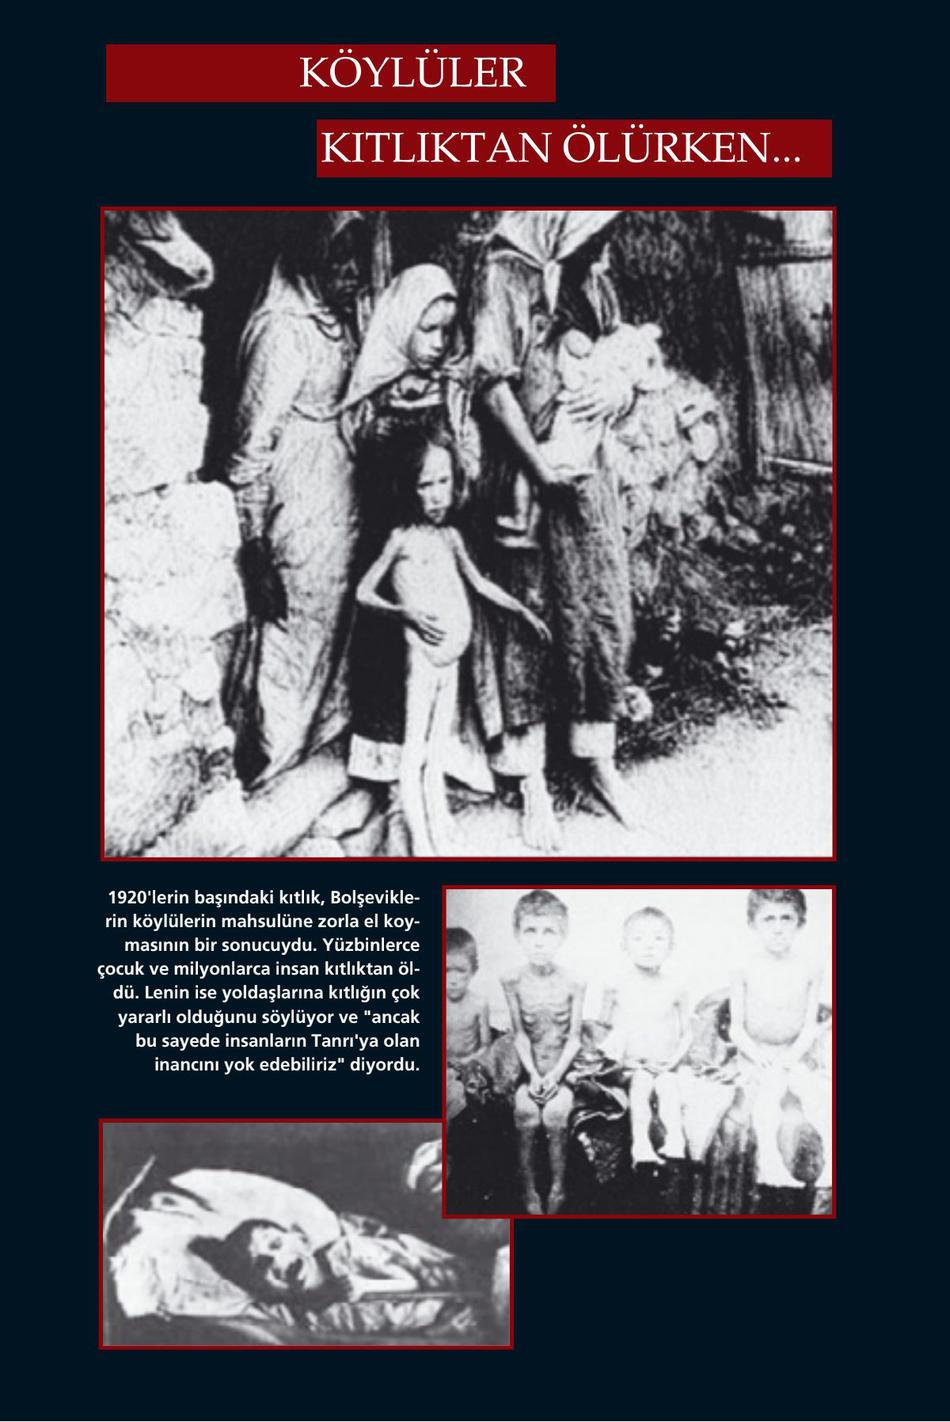 KÖYLÜLER
KITLIKTAN ÖLÜRKEN...
1920'lerin başındaki kıtlık, Bolşevikle-
rin köylülerin mahsulüne zorla el koy-
masının bir sonucuydu. Yüzbinlerce
çocuk ve milyonlarca insan kıtlıktan öl-
dü. Lenin ise yoldaşlarına kıtlığın çok
yararlı olduğunu söylüyor ve "ancak
bu sayede insanların Tanrı'ya olan
inancını yok edebiliriz" diyordu.